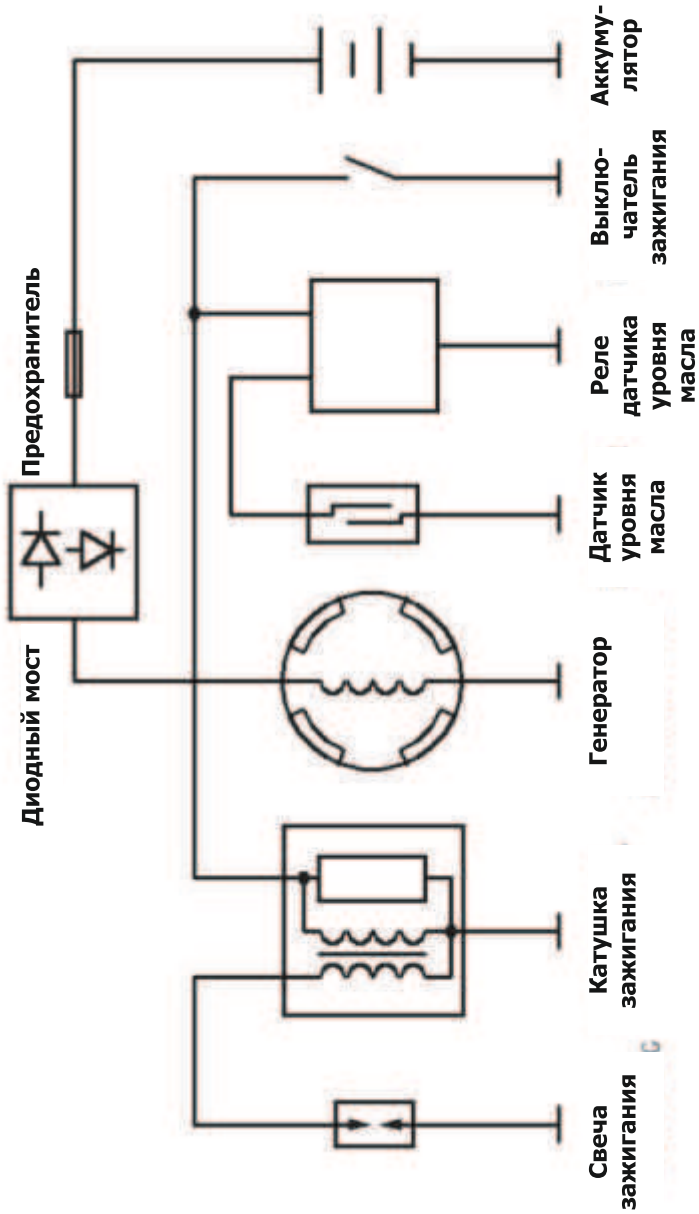 Диодный мост
Предохранитель
Свеча
зажигания
Катушка
зажигания
Генератор
Датчик
уровня
масла
Реле
датчика
уровня
масла
Выклю-
чатель
зажигания
Аккуму-
лятор